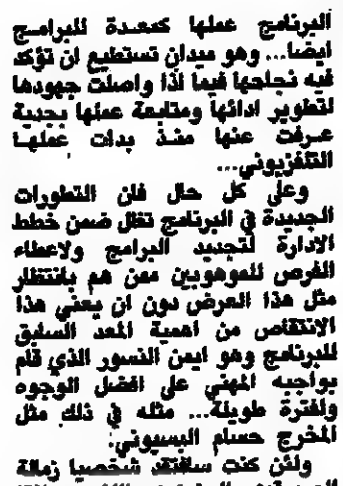 البرنامج عملها كمعدة للبرامج
ايضا... وهو ميدان تستطيع ان تؤكد
فيه نجاحها فيما اذا واصلت جهودها
لتطوير ادائها ومتابعة عملها بجدية
عرفت عنها منذ بدات عملها
التلفزيوني...
وعلى كل حال فان التطورات
الجديدة في البرنامج تظل ضمن خطط
الادارة لتجديد البرامج ولاعطاء
الفرص للموهوبين ممن هم بانتظار
مثل هذا العرض دون ان يعني هذا
الانتقاص من اهمية المعد السابق
للبرنامج وهو ايمن النسور الذي قام
بواجبه المهني على افضل الوجوه
ولفترة طويلة... مثله في ذلك مثل
المخرج حسام البسيوني.
ولئن كنت سافتقد شخصيا زمالة